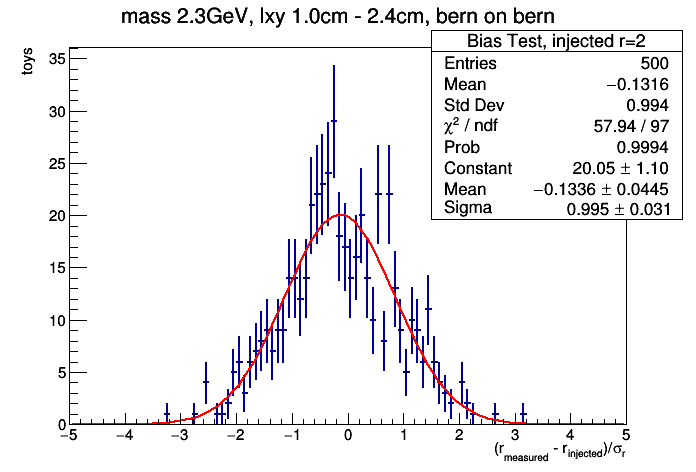 mass 2.3GeV, lxy 1.0cm - 2.4cm, bern on bern
Bias Test, injected r=2
Entries 500
Mean −0.1316
Std Dev 0.994
χ² / ndf 57.94 / 97
Prob 0.9994
Constant 20.05 ± 1.10
Mean −0.1336 ± 0.0445
Sigma 0.995 ± 0.031
toys
35
30
25
20
15
10
5
0
−5 −4 −3 −2 −1 0 1 2 3 4 5
(r_measured - r_injected)/σ_r